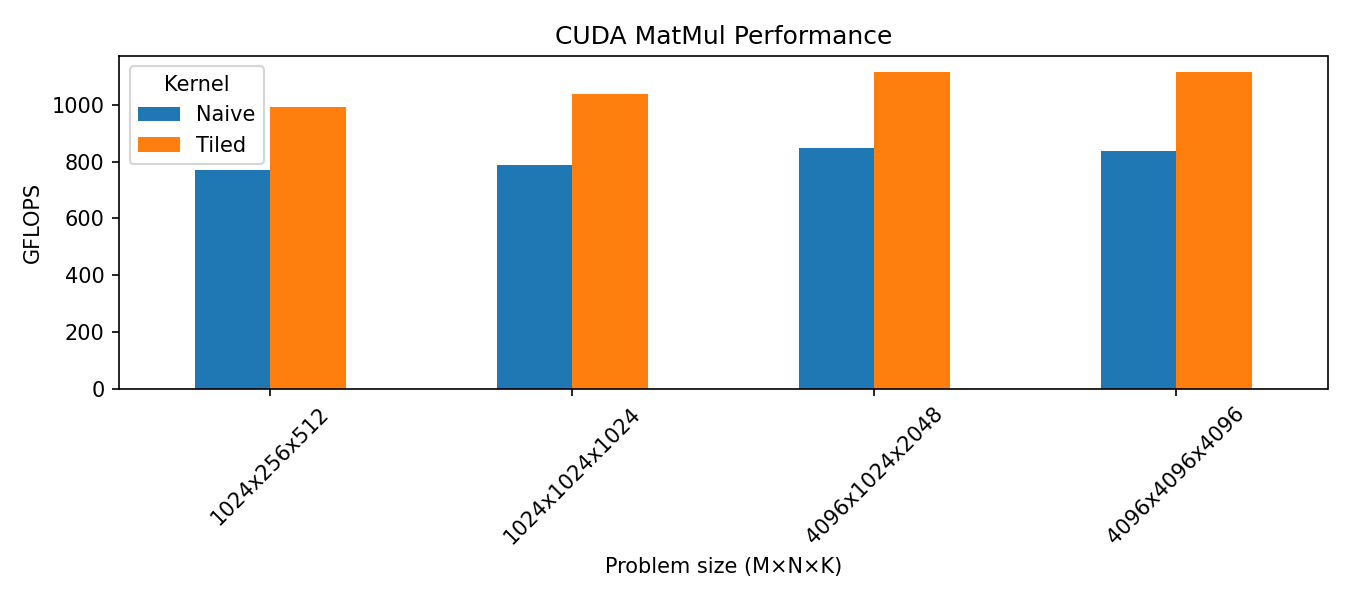 CUDA MatMul Performance
Kernel
Naive
Tiled
GFLOPS
1000
800
600
400
200
0
1024x256x512
1024x1024x1024
4096x1024x2048
4096x4096x4096
Problem size (M×N×K)